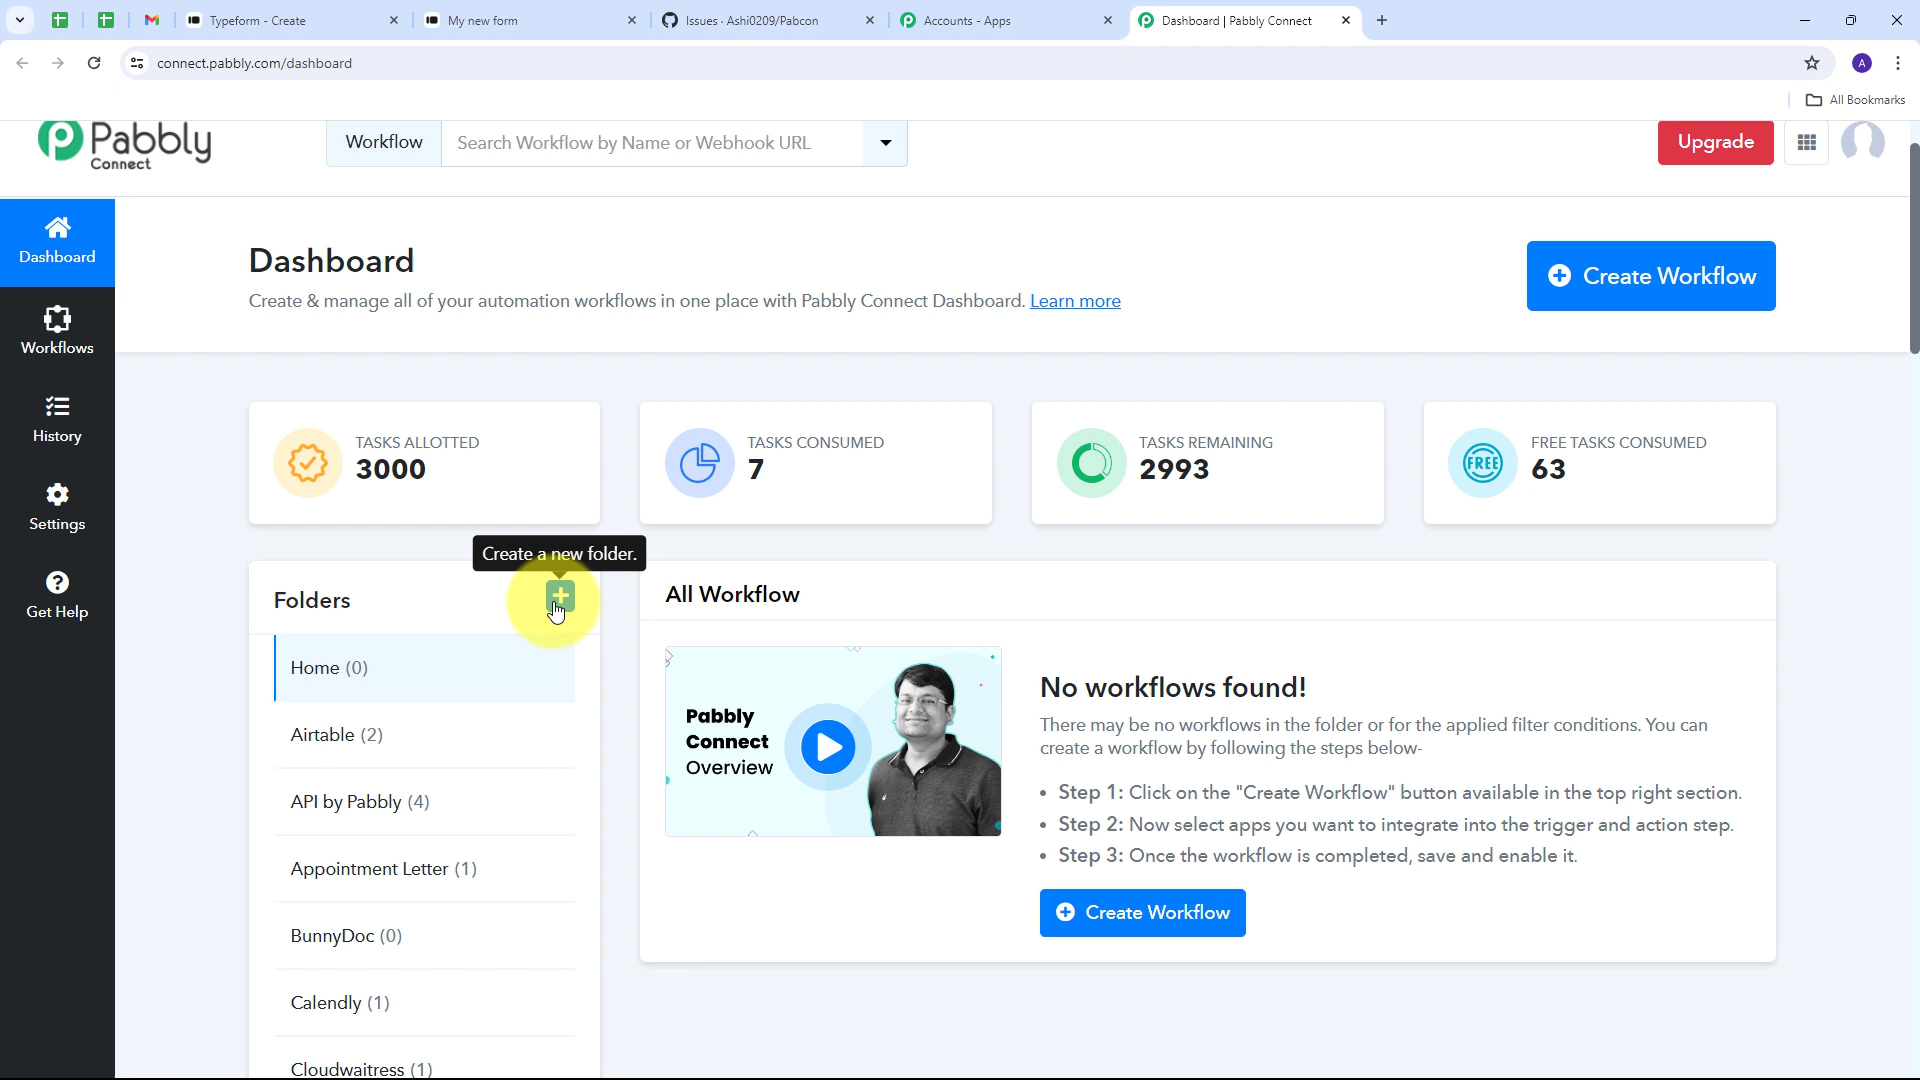 Typeform - Create
My new form
Issues · Ashi0209/Pabcon
Accounts - Apps
Dashboard | Pabbly Connect
connect.pabbly.com/dashboard
A
All Bookmarks
Pabbly
Connect
Workflow
Search Workflow by Name or Webhook URL
Upgrade
Dashboard
Workflows
History
Settings
Get Help
Dashboard
Create & manage all of your automation workflows in one place with Pabbly Connect Dashboard. Learn more
Create Workflow
TASKS ALLOTTED
3000
TASKS CONSUMED
7
TASKS REMAINING
2993
FREE
FREE TASKS CONSUMED
63
Create a new folder.
Folders
Home (0)
Airtable (2)
API by Pabbly (4)
Appointment Letter (1)
BunnyDoc (0)
Calendly (1)
Cloudwaitress (1)
All Workflow
Pabbly
Connect
Overview
No workflows found!
There may be no workflows in the folder or for the applied filter conditions. You can
create a workflow by following the steps below-
• Step 1: Click on the "Create Workflow" button available in the top right section.
• Step 2: Now select apps you want to integrate into the trigger and action step.
• Step 3: Once the workflow is completed, save and enable it.
Create Workflow